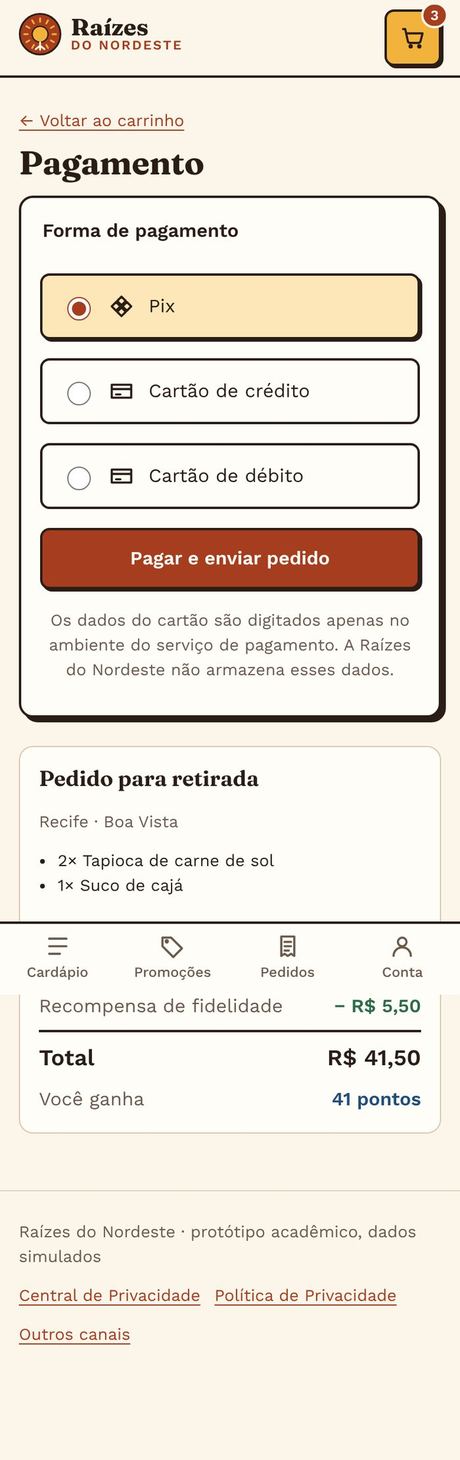 Raízes
DO NORDESTE
3
← Voltar ao carrinho
Pagamento
Forma de pagamento
Pix
Cartão de crédito
Cartão de débito
Pagar e enviar pedido
Os dados do cartão são digitados apenas no
ambiente do serviço de pagamento. A Raízes
do Nordeste não armazena esses dados.
Pedido para retirada
Recife · Boa Vista
• 2× Tapioca de carne de sol
• 1× Suco de cajá
Cardápio Promoções Pedidos Conta
Recompensa de fidelidade − R$ 5,50
Total R$ 41,50
Você ganha 41 pontos
Raízes do Nordeste · protótipo acadêmico, dados
simulados
Central de Privacidade Política de Privacidade
Outros canais